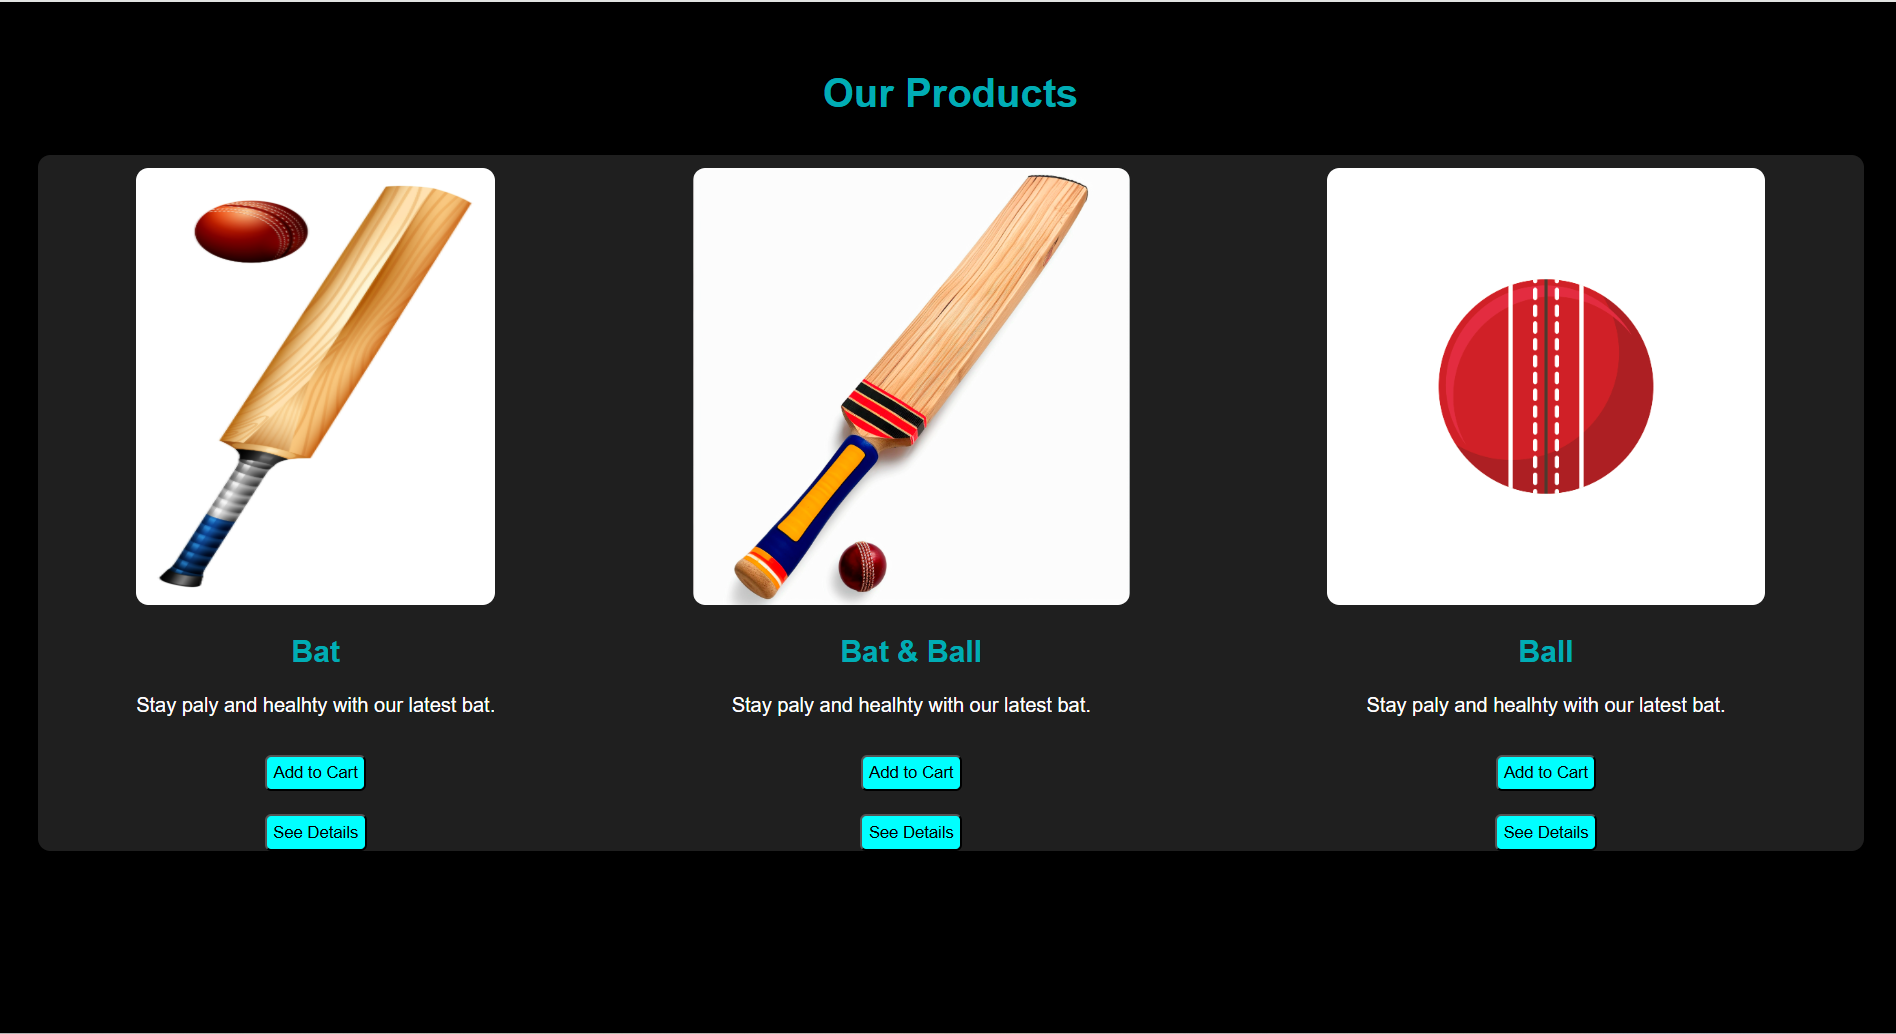 Our Products
Bat
Stay paly and healhty with our latest bat.
Add to Cart
See Details
Bat & Ball
Stay paly and healhty with our latest bat.
Add to Cart
See Details
Ball
Stay paly and healhty with our latest bat.
Add to Cart
See Details